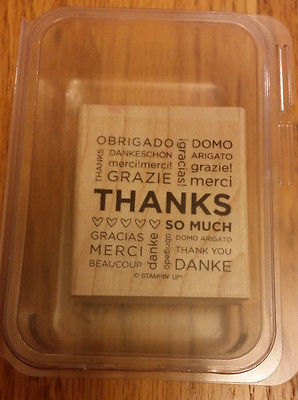 OBRIGADO
DANKESCHÖN
merci!merci!
GRAZIE
THANKS
¡gracias!
DOMO
ARIGATO
grazie!
merci
THANKS
♡♡♡♡♡ SO MUCH
GRACIAS
MERCI
BEAUCOUP
danke
obrigado
DOMO ARIGATO
THANK YOU
DANKE
© STAMPIN' UP!